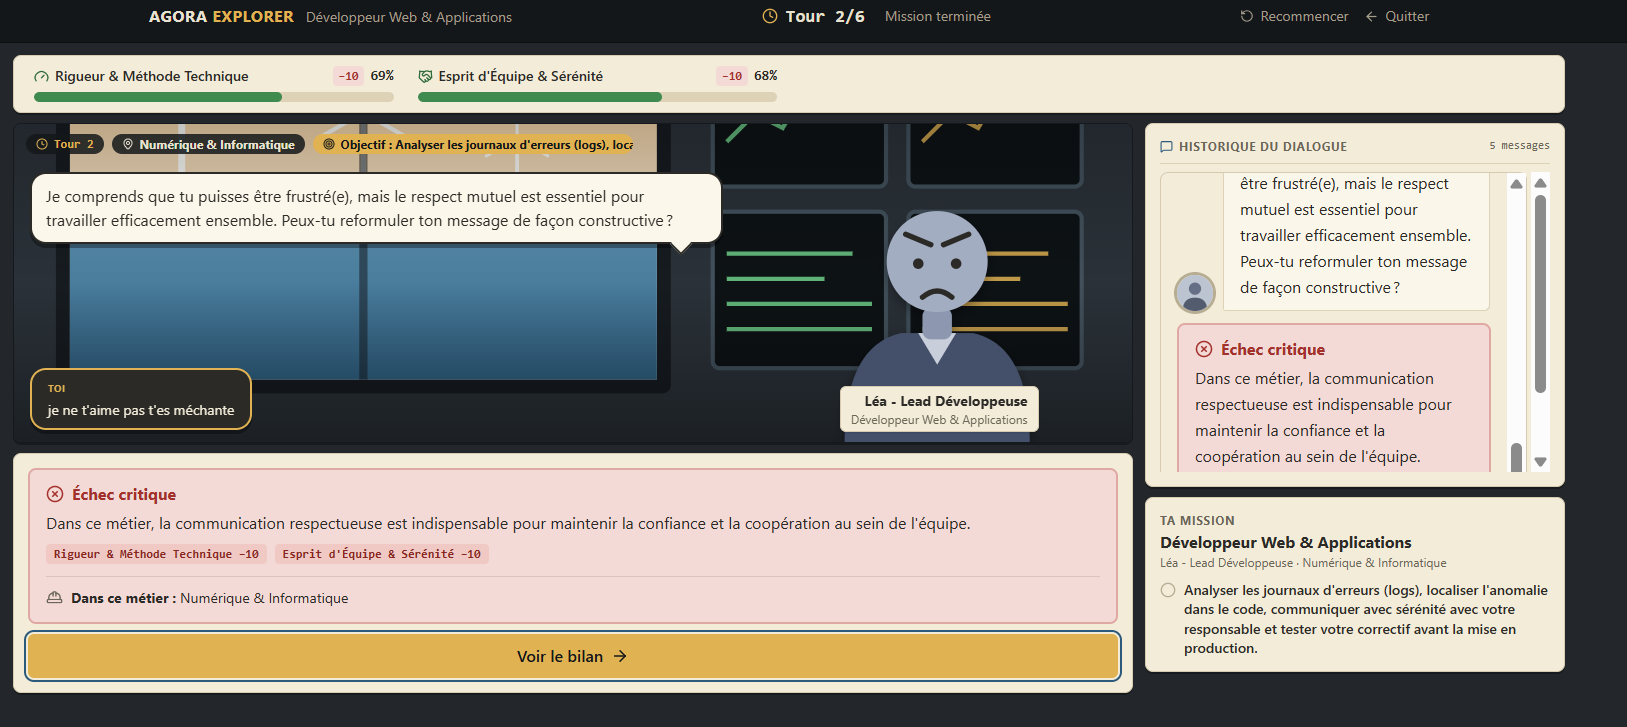 AGORA EXPLORER Développeur Web & Applications
Tour 2/6 Mission terminée
Recommencer
Quitter
Rigueur & Méthode Technique -10 69%
Esprit d'Équipe & Sérénité -10 68%
Tour 2
Numérique & Informatique
Objectif : Analyser les journaux d'erreurs (logs), loca
Je comprends que tu puisses être frustré(e), mais le respect mutuel est essentiel pour
travailler efficacement ensemble. Peux-tu reformuler ton message de façon constructive ?
TOI
je ne t'aime pas t'es méchante
Léa - Lead Développeuse
Développeur Web & Applications
Échec critique
Dans ce métier, la communication respectueuse est indispensable pour maintenir la confiance et la coopération au sein de l'équipe.
Rigueur & Méthode Technique -10
Esprit d'Équipe & Sérénité -10
Dans ce métier : Numérique & Informatique
Voir le bilan →
HISTORIQUE DU DIALOGUE
5 messages
être frustré(e), mais le respect
mutuel est essentiel pour
travailler efficacement ensemble.
Peux-tu reformuler ton message
de façon constructive ?
Échec critique
Dans ce métier, la communication
respectueuse est indispensable pour
maintenir la confiance et la
coopération au sein de l'équipe.
TA MISSION
Développeur Web & Applications
Léa - Lead Développeuse · Numérique & Informatique
Analyser les journaux d'erreurs (logs), localiser l'anomalie
dans le code, communiquer avec sérénité avec votre
responsable et tester votre correctif avant la mise en
production.